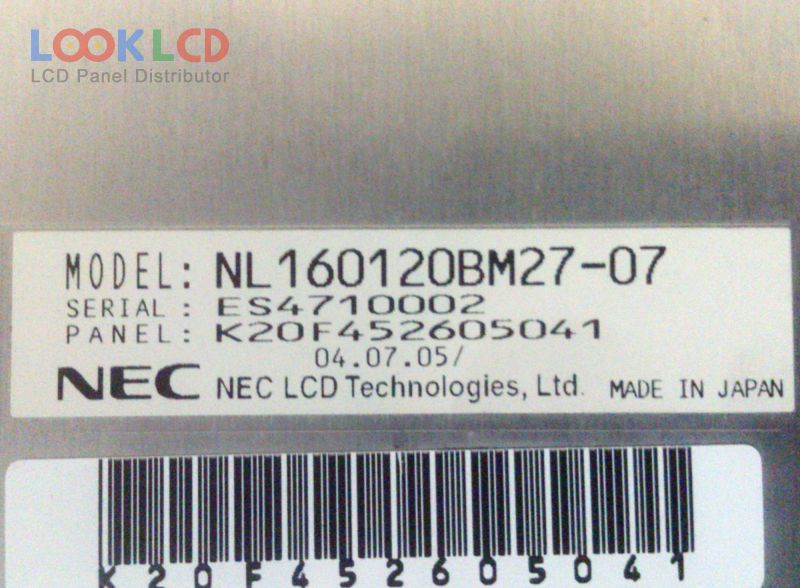 LOOK LCD
LCD Panel Distributor
MODEL: NL160120BM27-07
SERIAL : ES4710002
PANEL: K20F452605041
04.07.05/
NEC NEC LCD Technologies, Ltd. MADE IN JAPAN
K20F452605041